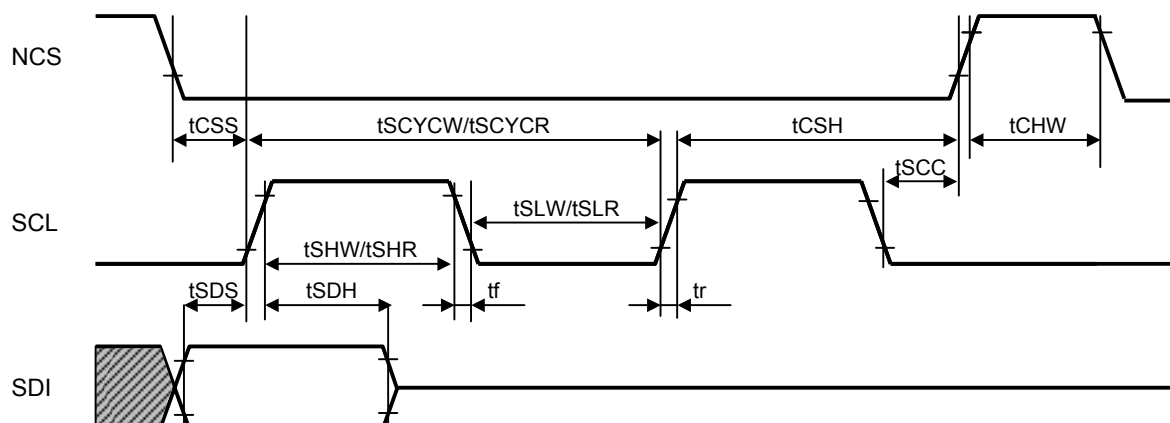 NCS
tCSS
tSCYCW/tSCYCR
tCSH
tCHW
tSCC
SCL
tSLW/tSLR
tSHW/tSHR
tSDS
tSDH
tf
tr
SDI